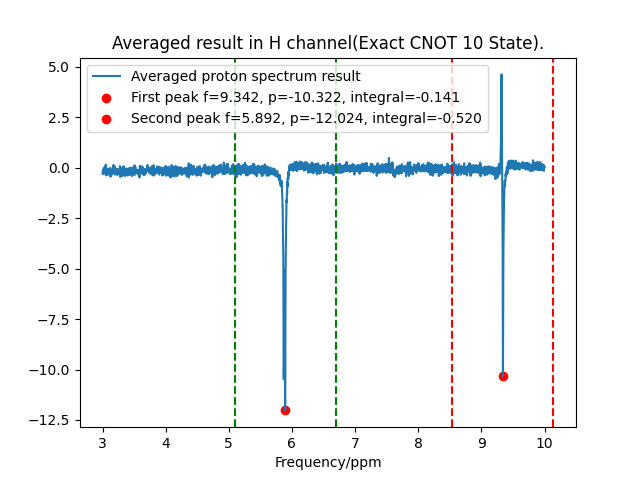 Averaged result in H channel(Exact CNOT 10 State).
Averaged proton spectrum result
First peak f=9.342, p=-10.322, integral=-0.141
Second peak f=5.892, p=-12.024, integral=-0.520
5.0
2.5
0.0
−2.5
−5.0
−7.5
−10.0
−12.5
3 4 5 6 7 8 9 10
Frequency/ppm